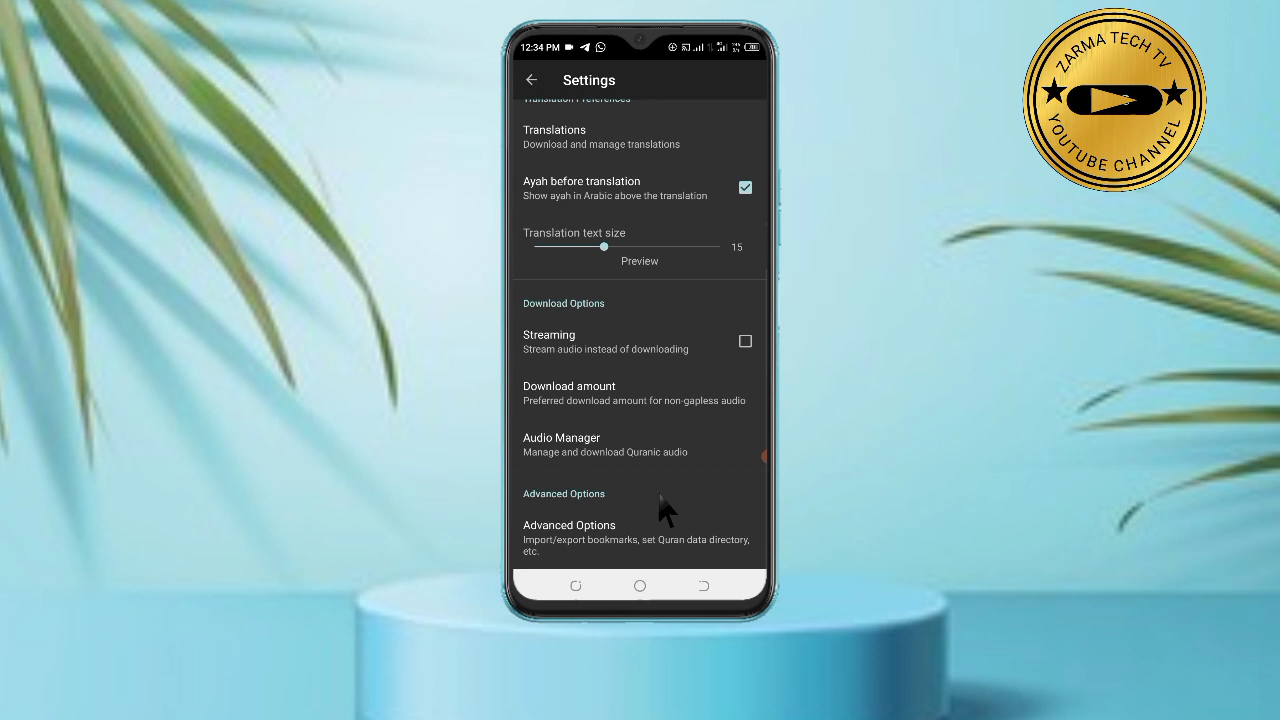 12:34 PM
Settings
Translation Preferences
Translations
Download and manage translations
Ayah before translation
Show ayah in Arabic above the translation
Translation text size
15
Preview
Download Options
Streaming
Stream audio instead of downloading
Download amount
Preferred download amount for non-gapless audio
Audio Manager
Manage and download Quranic audio
Advanced Options
Advanced Options
Import/export bookmarks, set Quran data directory,
etc.
ZARMA TECH TV
YOUTUBE CHANNEL